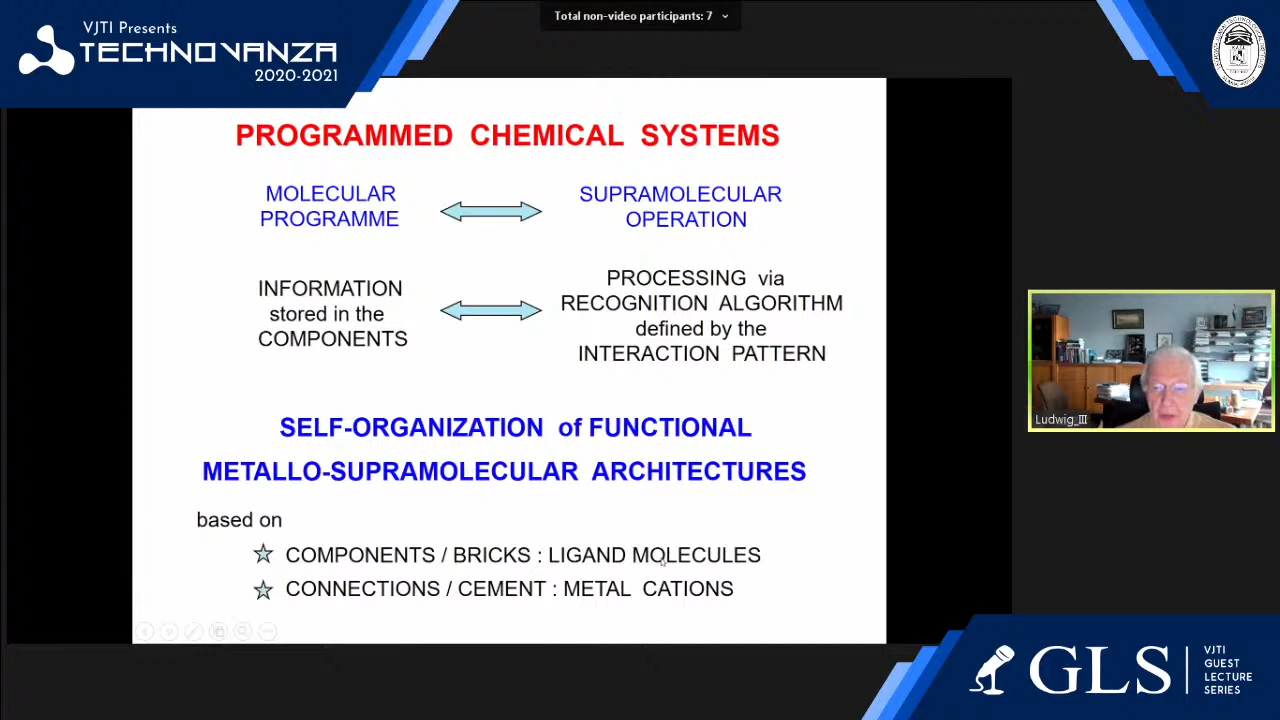 Total non-video participants: 7
VJTI Presents
TECHNOVANZA
2020-2021
PROGRAMMED CHEMICAL SYSTEMS
MOLECULAR
PROGRAMME
SUPRAMOLECULAR
OPERATION
INFORMATION
stored in the
COMPONENTS
PROCESSING via
RECOGNITION ALGORITHM
defined by the
INTERACTION PATTERN
SELF-ORGANIZATION of FUNCTIONAL
METALLO-SUPRAMOLECULAR ARCHITECTURES
based on
COMPONENTS / BRICKS : LIGAND MOLECULES
CONNECTIONS / CEMENT : METAL CATIONS
Ludwig_III
GLS
VJTI
GUEST
LECTURE
SERIES